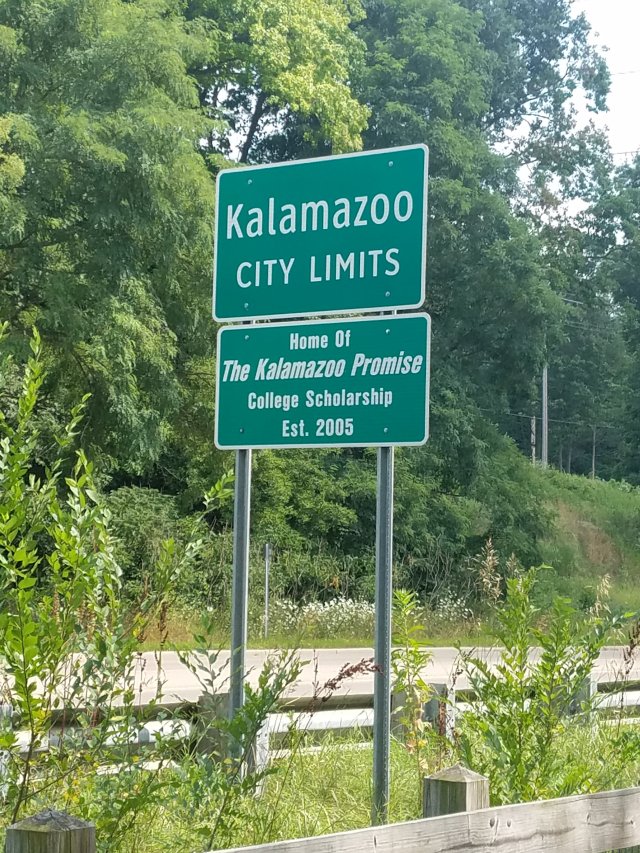 Kalamazoo
CITY LIMITS
Home Of
The Kalamazoo Promise
College Scholarship
Est. 2005